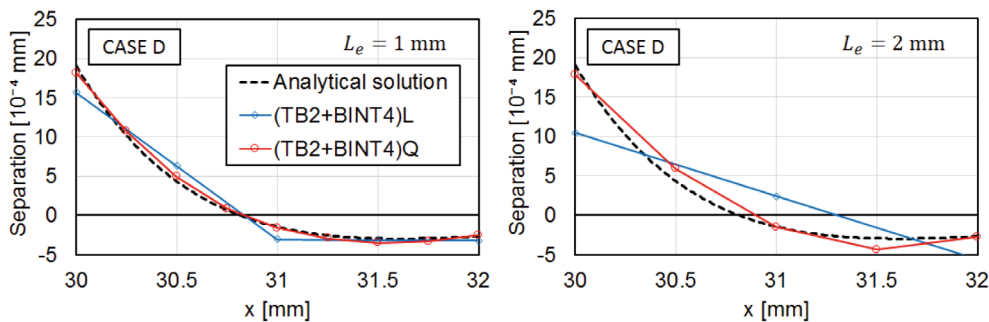 25
20
15
10
5
0
-5
Separation [10⁻⁴ mm]
CASE D
Lₑ = 1 mm
Analytical solution
(TB2+BINT4)L
(TB2+BINT4)Q
30 30.5 31 31.5 32
x [mm]
25
20
15
10
5
0
-5
Separation [10⁻⁴ mm]
CASE D
Lₑ = 2 mm
30 30.5 31 31.5 32
x [mm]